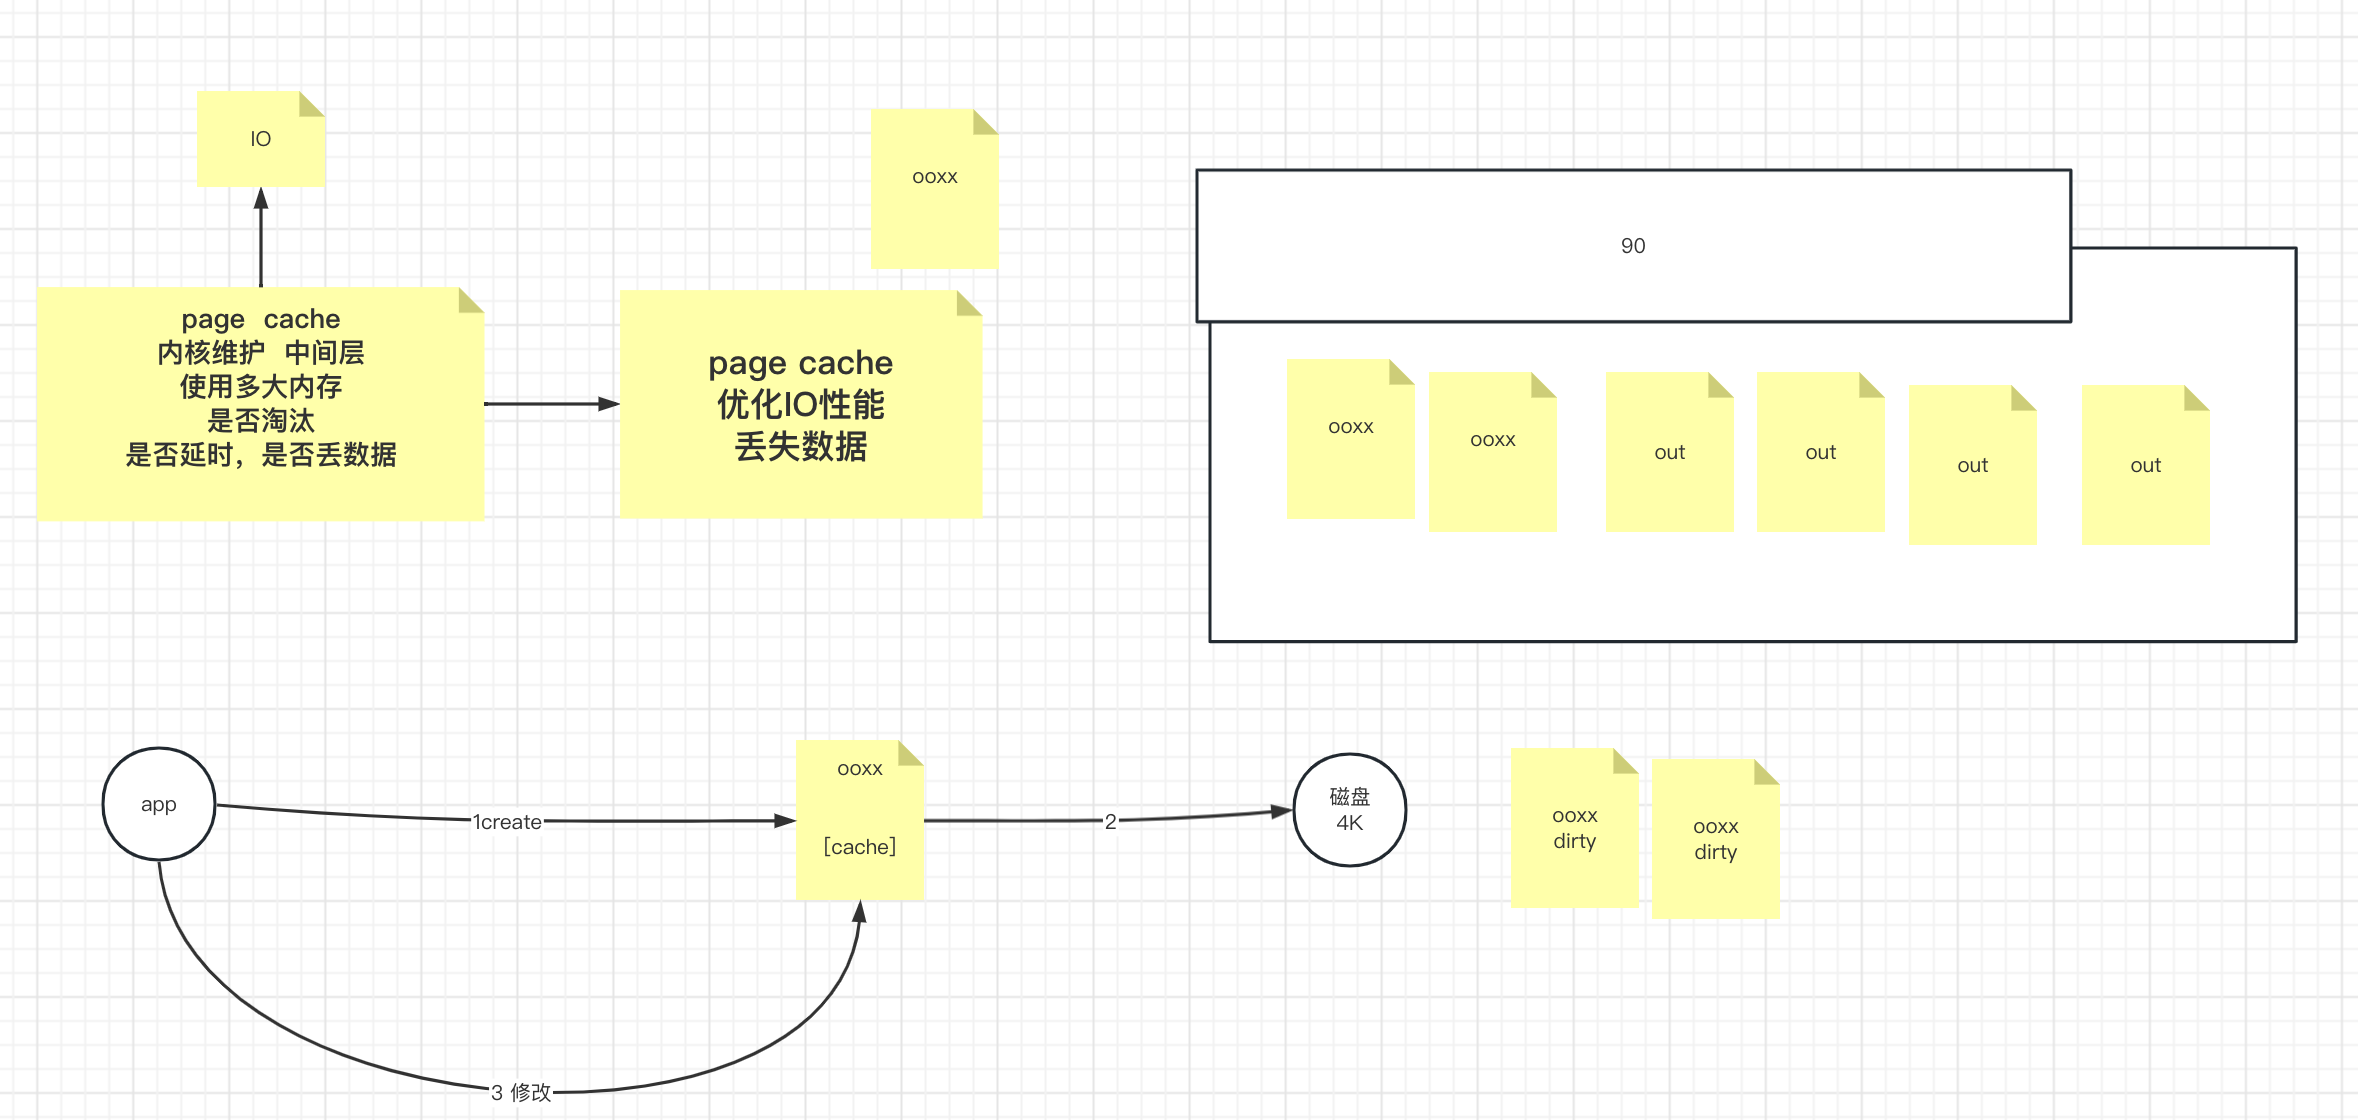 IO
ooxx
90
page cache
内核维护 中间层
使用多大内存
是否淘汰
是否延时，是否丢数据
page cache
优化IO性能
丢失数据
ooxx
ooxx
out
out
out
out
app
1create
ooxx
[cache]
2
磁盘
4K
ooxx
dirty
ooxx
dirty
3 修改